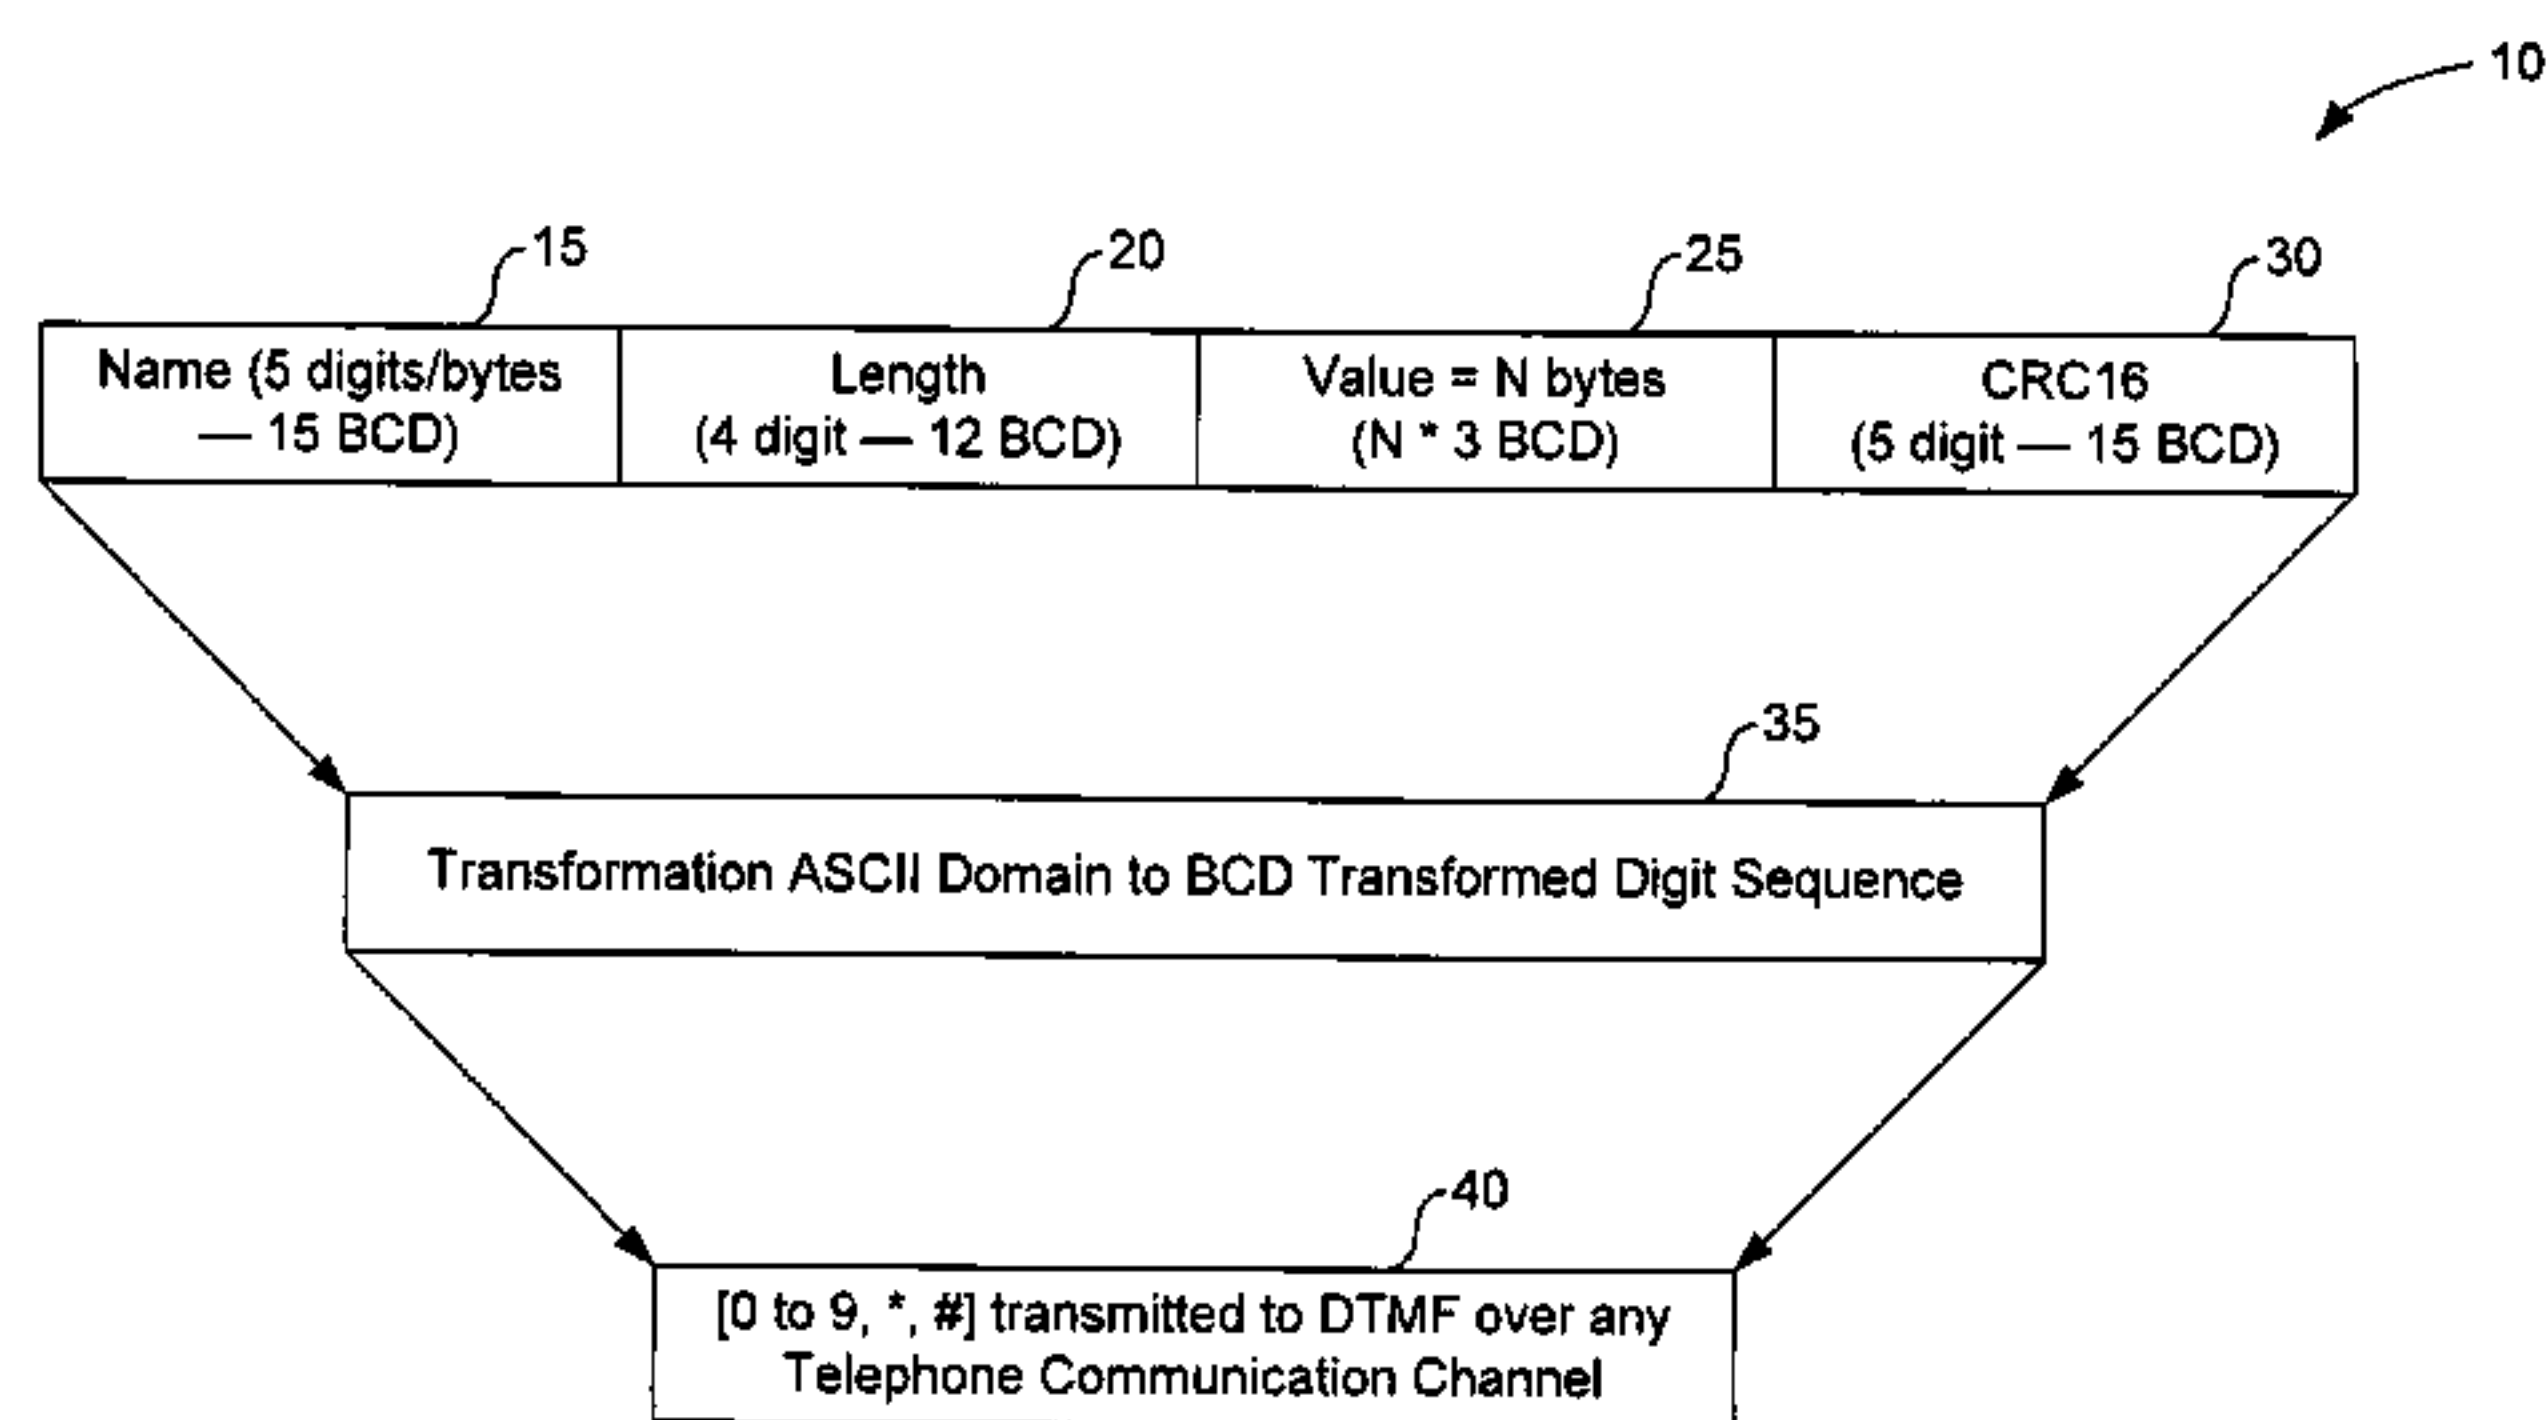 10
15
20
25
30
Name (5 digits/bytes
— 15 BCD)
Length
(4 digit — 12 BCD)
Value = N bytes
(N * 3 BCD)
CRC16
(5 digit — 15 BCD)
35
Transformation ASCII Domain to BCD Transformed Digit Sequence
40
[0 to 9, *, #] transmitted to DTMF over any
Telephone Communication Channel